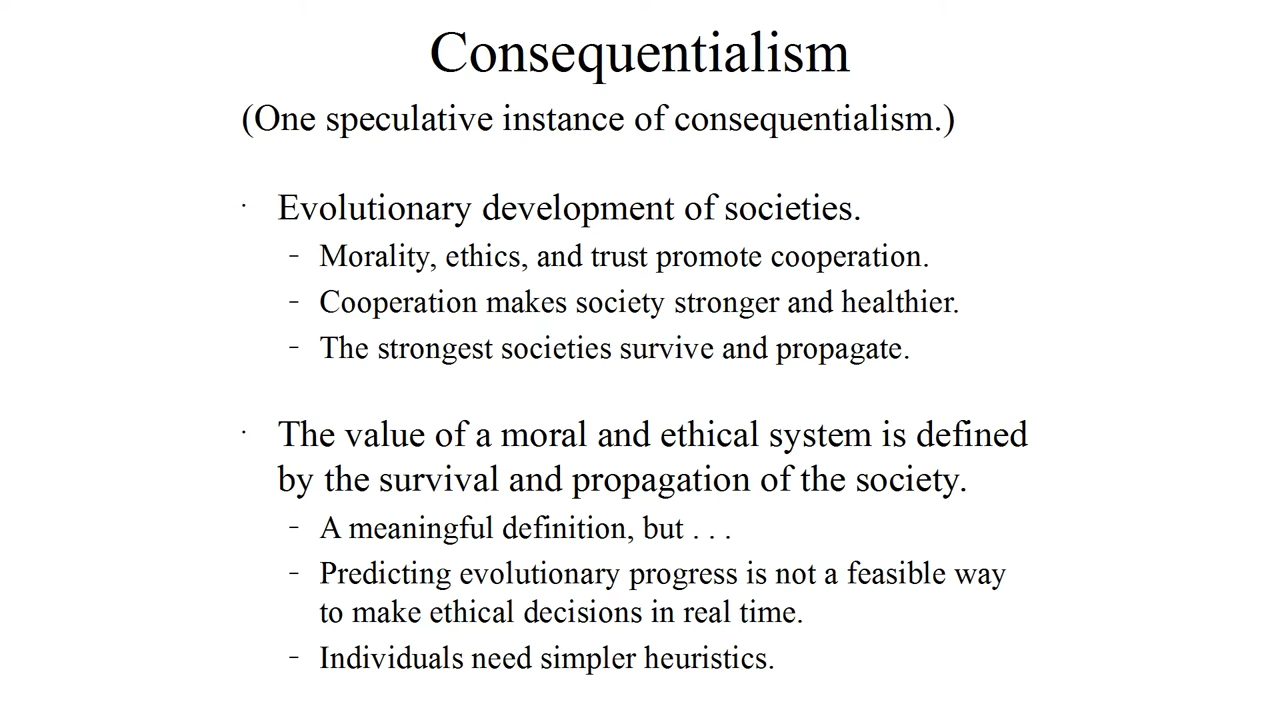 Consequentialism
(One speculative instance of consequentialism.)
· Evolutionary development of societies.
– Morality, ethics, and trust promote cooperation.
– Cooperation makes society stronger and healthier.
– The strongest societies survive and propagate.
· The value of a moral and ethical system is defined
by the survival and propagation of the society.
– A meaningful definition, but . . .
– Predicting evolutionary progress is not a feasible way
to make ethical decisions in real time.
– Individuals need simpler heuristics.